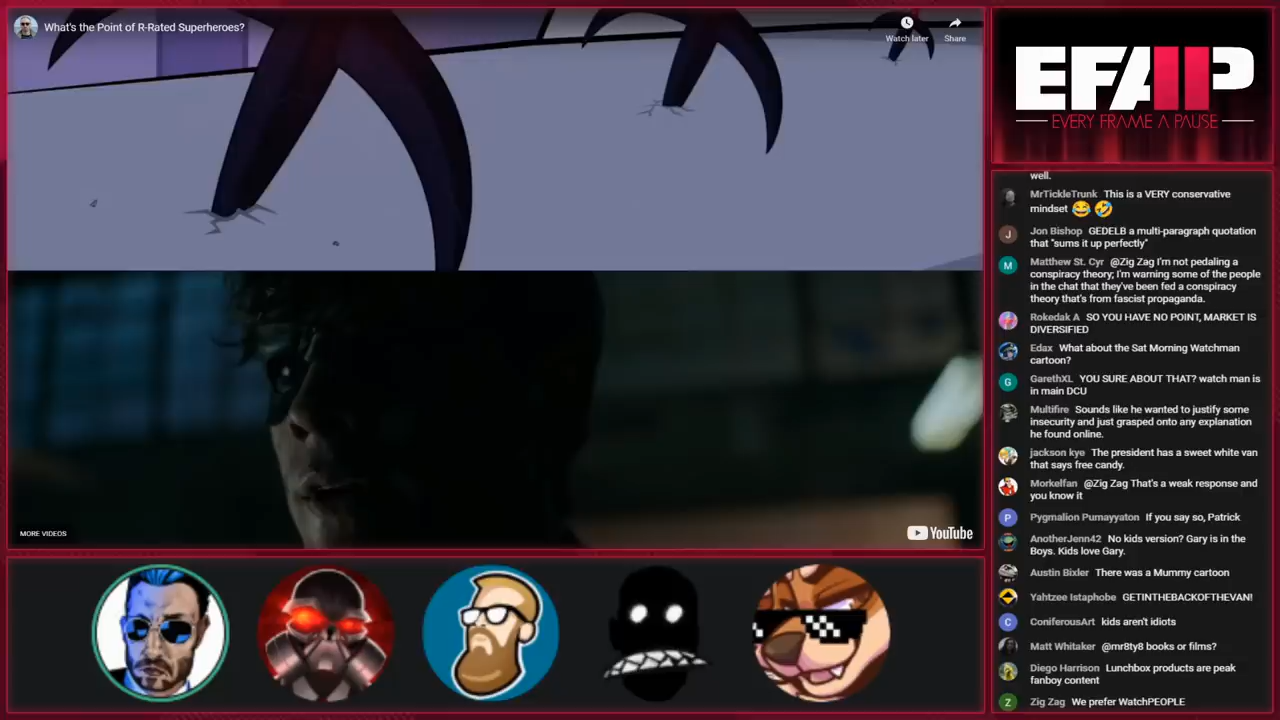 What's the Point of R-Rated Superheroes?
Watch later
Share
MORE VIDEOS
YouTube
EFAP
EVERY FRAME A PAUSE
well.
MrTickleTrunk This is a VERY conservative
mindset 😂 🤣
Jon Bishop GEDELB a multi-paragraph quotation
that "sums it up perfectly"
Matthew St. Cyr @Zig Zag I'm not pedaling a
conspiracy theory; I'm warning some of the people
in the chat that they've been fed a conspiracy
theory that's from fascist propaganda.
Rokedak A SO YOU HAVE NO POINT, MARKET IS
DIVERSIFIED
Edax What about the Sat Morning Watchman
cartoon?
GarethXL YOU SURE ABOUT THAT? watch man is
in main DCU
Multifire Sounds like he wanted to justify some
insecurity and just grasped onto any explanation
he found online.
jackson kye The president has a sweet white van
that says free candy.
Morkelfan @Zig Zag That's a weak response and
you know it
Pygmalion Pumayyaton If you say so, Patrick
AnotherJenn42 No kids version? Gary is in the
Boys. Kids love Gary.
Austin Bixler There was a Mummy cartoon
Yahtzee Istaphobe GETINTHEBACKOFTHEVAN!
ConiferousArt kids aren't idiots
Matt Whitaker @mr8ty8 books or films?
Diego Harrison Lunchbox products are peak
fanboy content
Zig Zag We prefer WatchPEOPLE